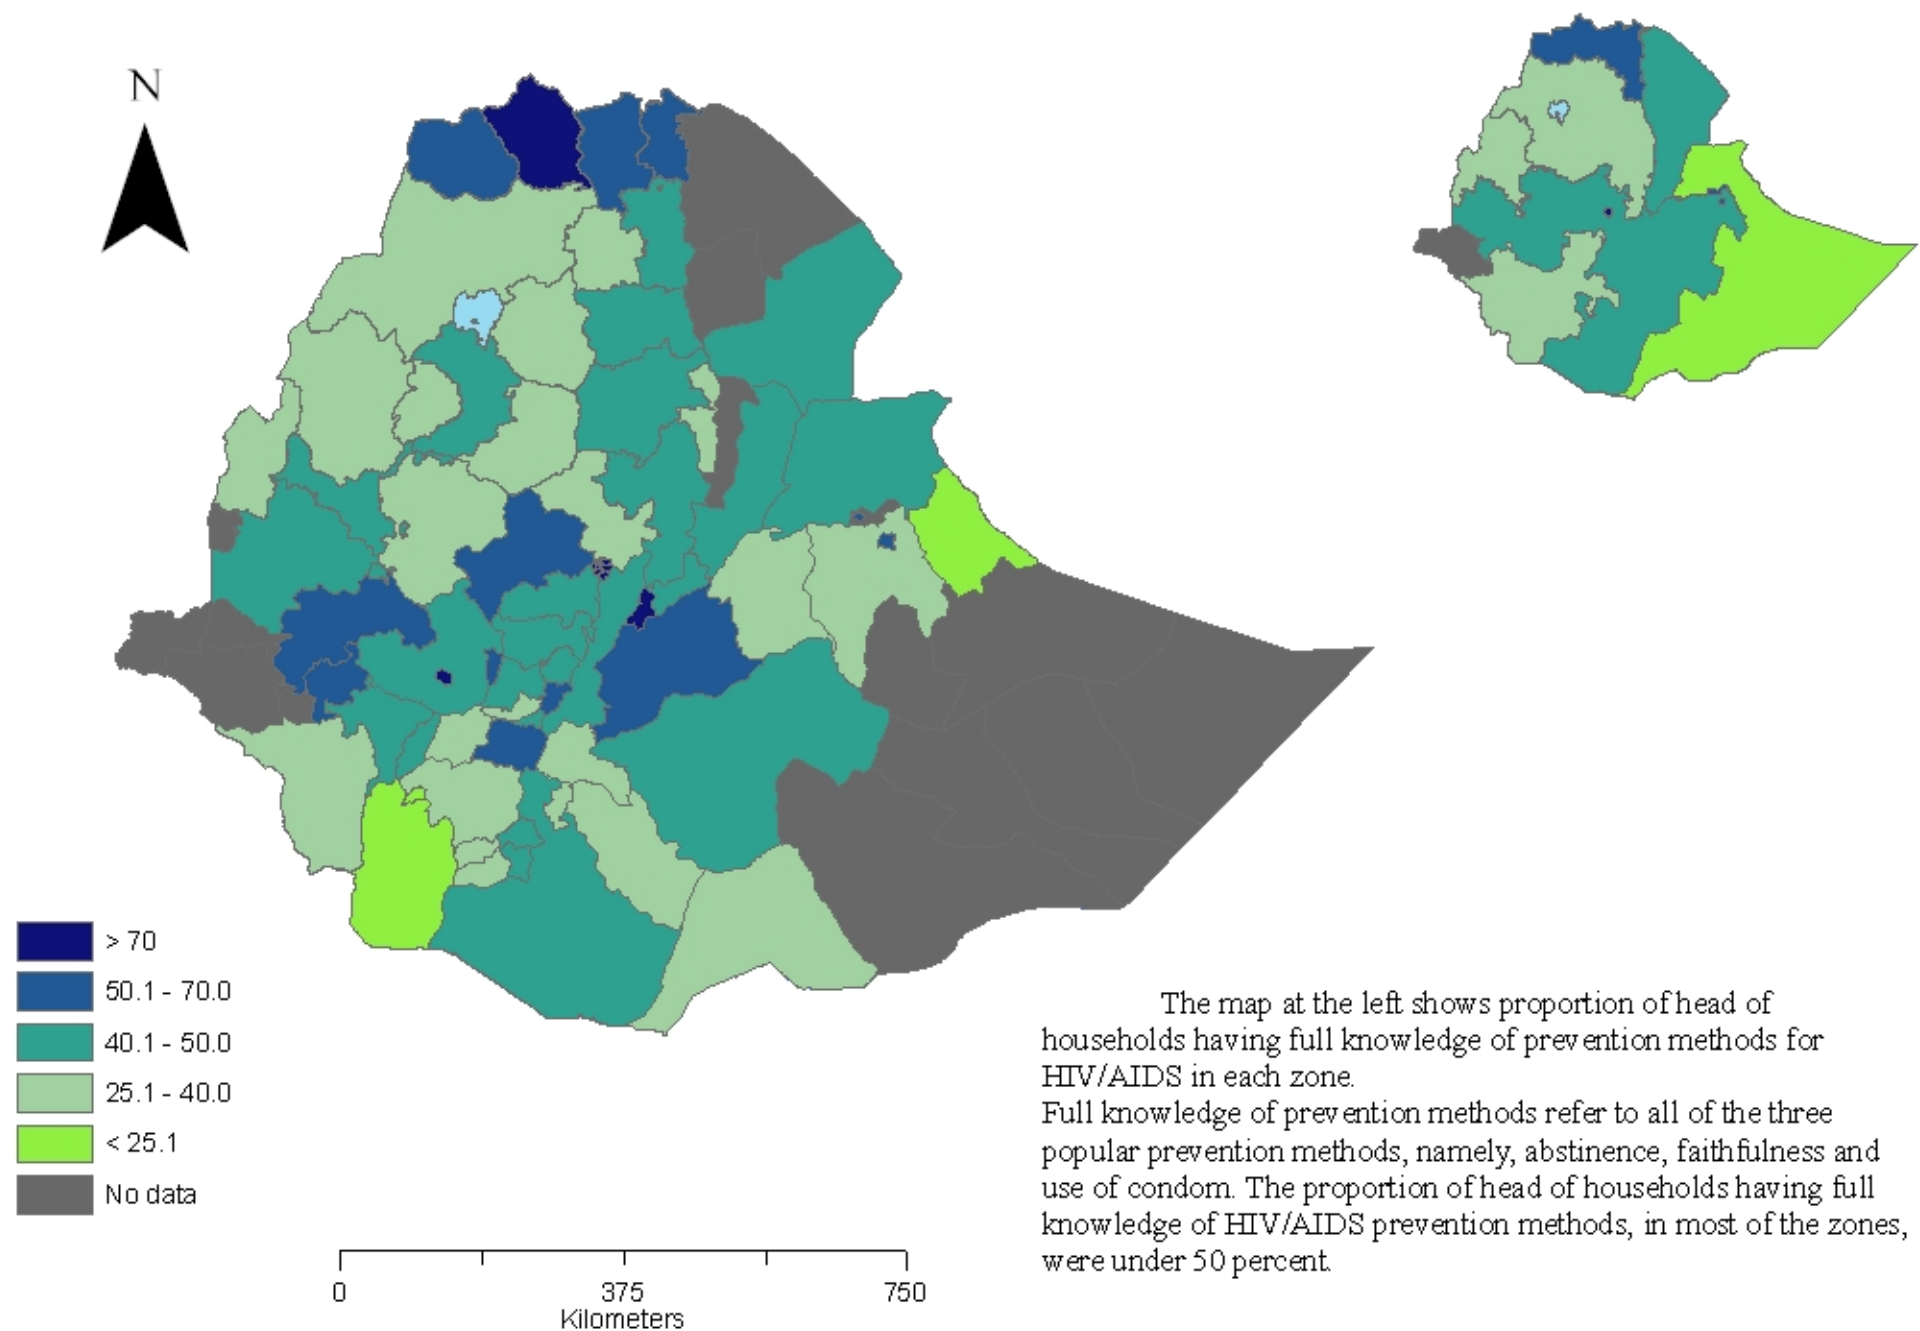 N
> 70
50.1 - 70.0
40.1 - 50.0
25.1 - 40.0
< 25.1
No data
0 375 750
Kilometers
The map at the left shows proportion of head of
households having full knowledge of prevention methods for
HIV/AIDS in each zone.
Full knowledge of prevention methods refer to all of the three
popular prevention methods, namely, abstinence, faithfulness and
use of condom. The proportion of head of households having full
knowledge of HIV/AIDS prevention methods, in most of the zones,
were under 50 percent.